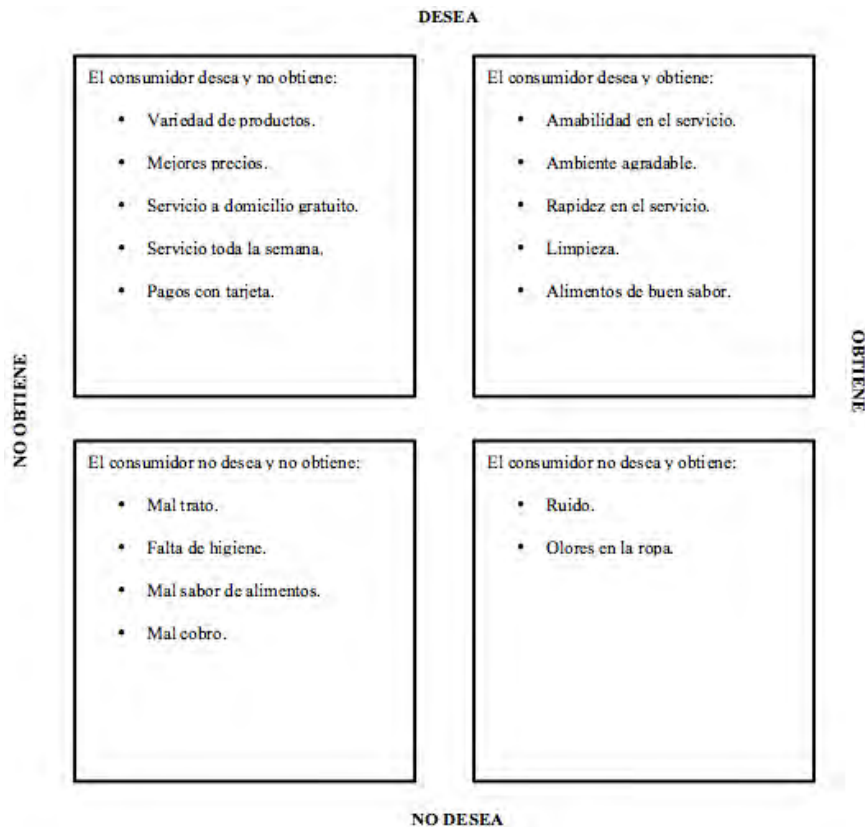 DESEA
El consumidor desea y no obtiene:
• Variedad de productos.
• Mejores precios.
• Servicio a domicilio gratuito.
• Servicio toda la semana.
• Pagos con tarjeta.
El consumidor desea y obtiene:
• Amabilidad en el servicio.
• Ambiente agradable.
• Rapidez en el servicio.
• Limpieza.
• Alimentos de buen sabor.
NO OBTIENE
OBTIENE
El consumidor no desea y no obtiene:
• Mal trato.
• Falta de higiene.
• Mal sabor de alimentos.
• Mal cobro.
El consumidor no desea y obtiene:
• Ruido.
• Olores en la ropa.
NO DESEA